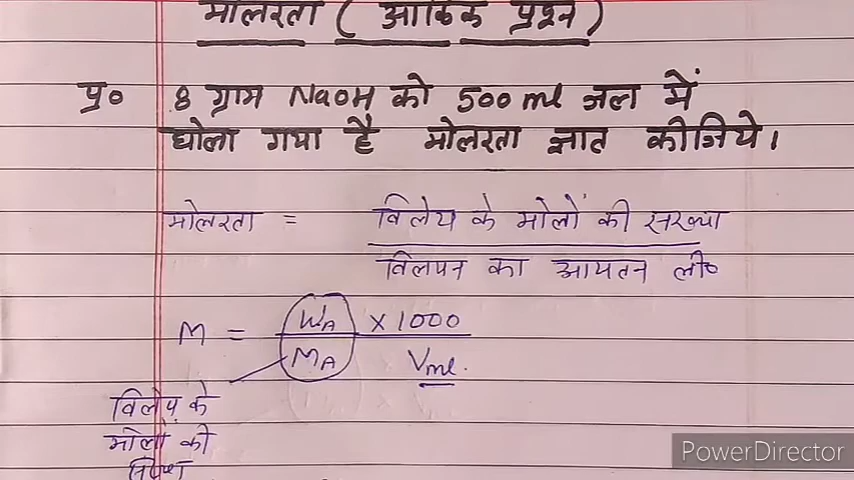 मोलरता ( आंकिक प्रश्न )
प्र० 8 ग्राम NaOH को 500 ml जल में
घोला गया है मोलरता ज्ञात कीजिये।
मोलरता = विलेय के मोलों की सख्या
विलयन का आयतन ली०
M = WA × 1000
MA Vml.
विलेय के
मोलों की
PowerDirector